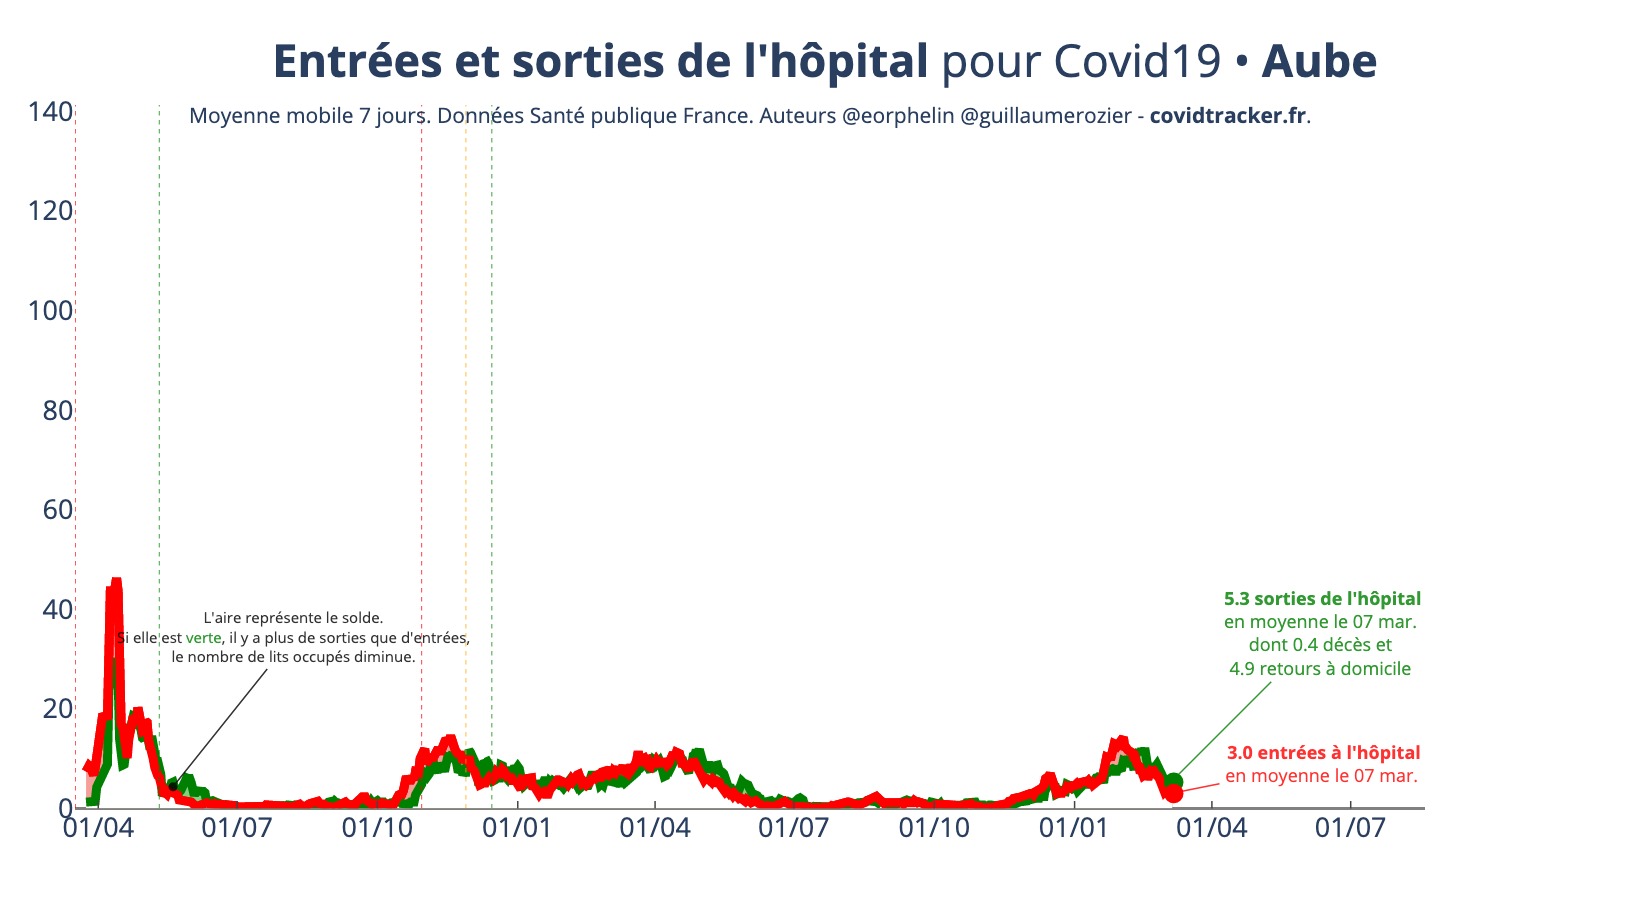 Entrées et sorties de l'hôpital pour Covid19 • Aube
Moyenne mobile 7 jours. Données Santé publique France. Auteurs @eorphelin @guillaumerozier - covidtracker.fr.
140
120
100
80
60
40
20
0
L'aire représente le solde.
Si elle est verte, il y a plus de sorties que d'entrées,
le nombre de lits occupés diminue.
5.3 sorties de l'hôpital
en moyenne le 07 mar.
dont 0.4 décès et
4.9 retours à domicile
3.0 entrées à l'hôpital
en moyenne le 07 mar.
01/04 01/07 01/10 01/01 01/04 01/07 01/10 01/01 01/04 01/07